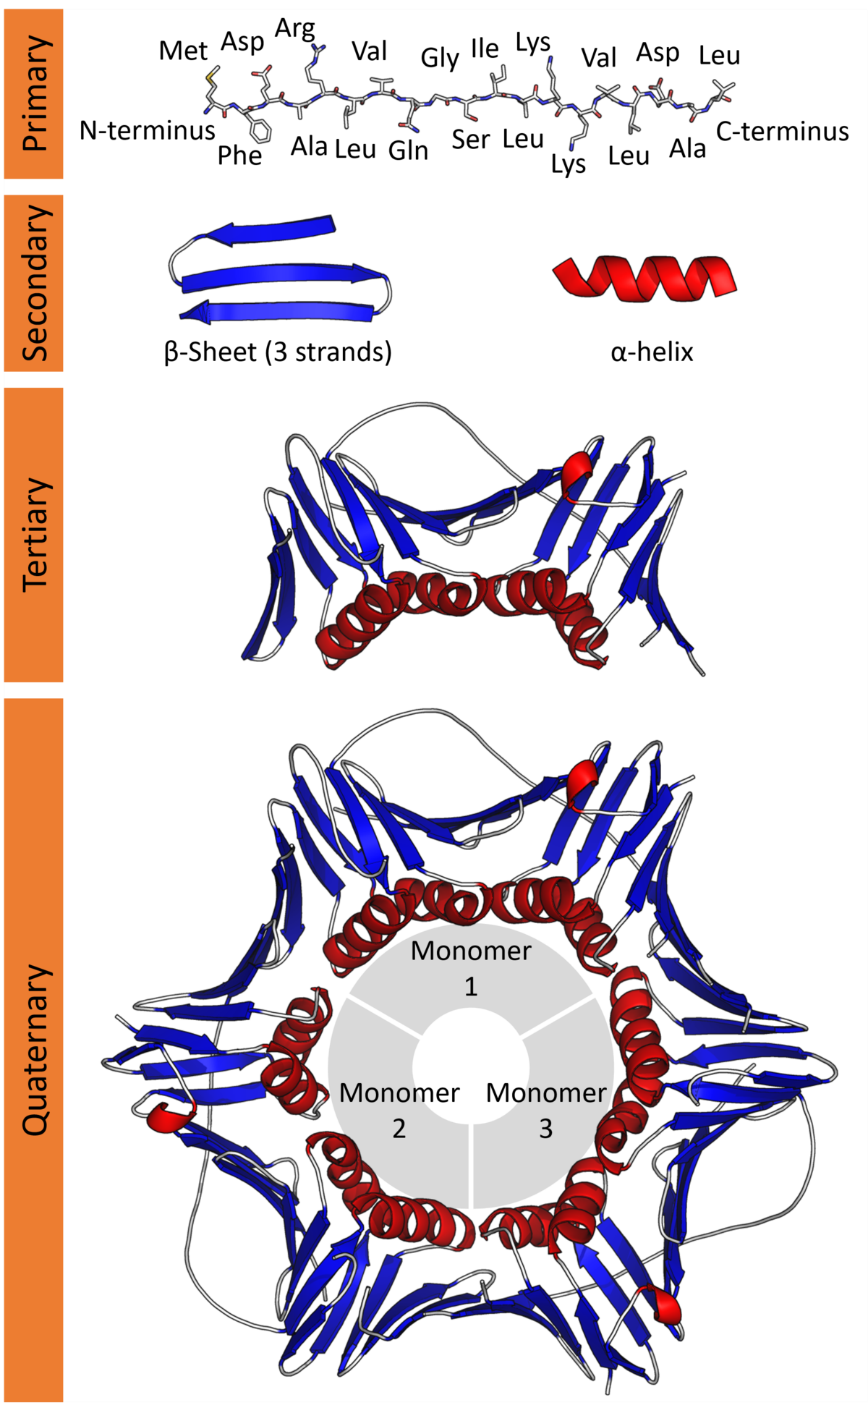 Primary
Met Asp Arg Val Gly Ile Lys Val Asp Leu
N-terminus C-terminus
Phe Ala Leu Gln Ser Leu Lys Leu Ala
Secondary
β-Sheet (3 strands)
α-helix
Tertiary
Quaternary
Monomer
1
Monomer
2
Monomer
3